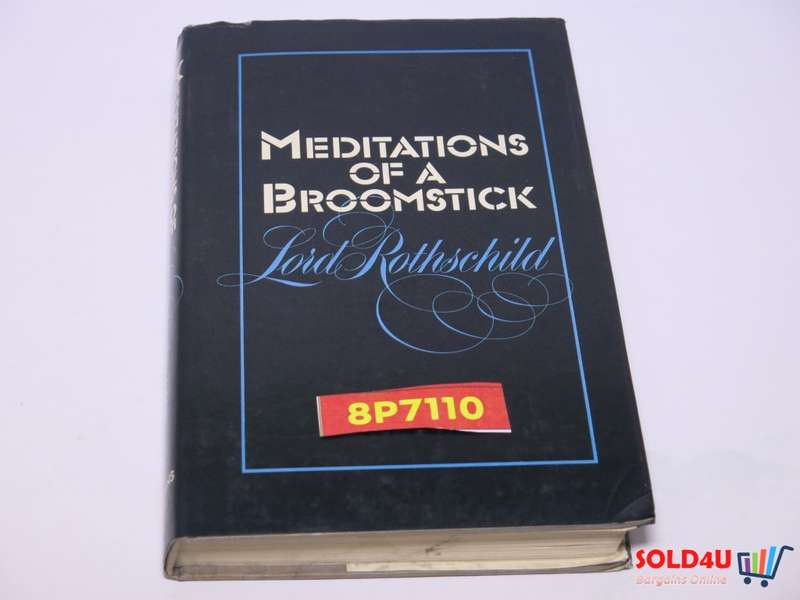 MEDITATIONS
OF A
BROOMSTICK
Lord Rothschild
8P7110
SOLD4U
Bargains Online